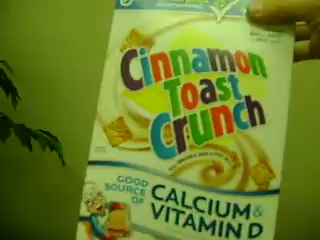 Cinnamon
Toast
Crunch
GOOD
SOURCE
OF
CALCIUM &
VITAMIN D